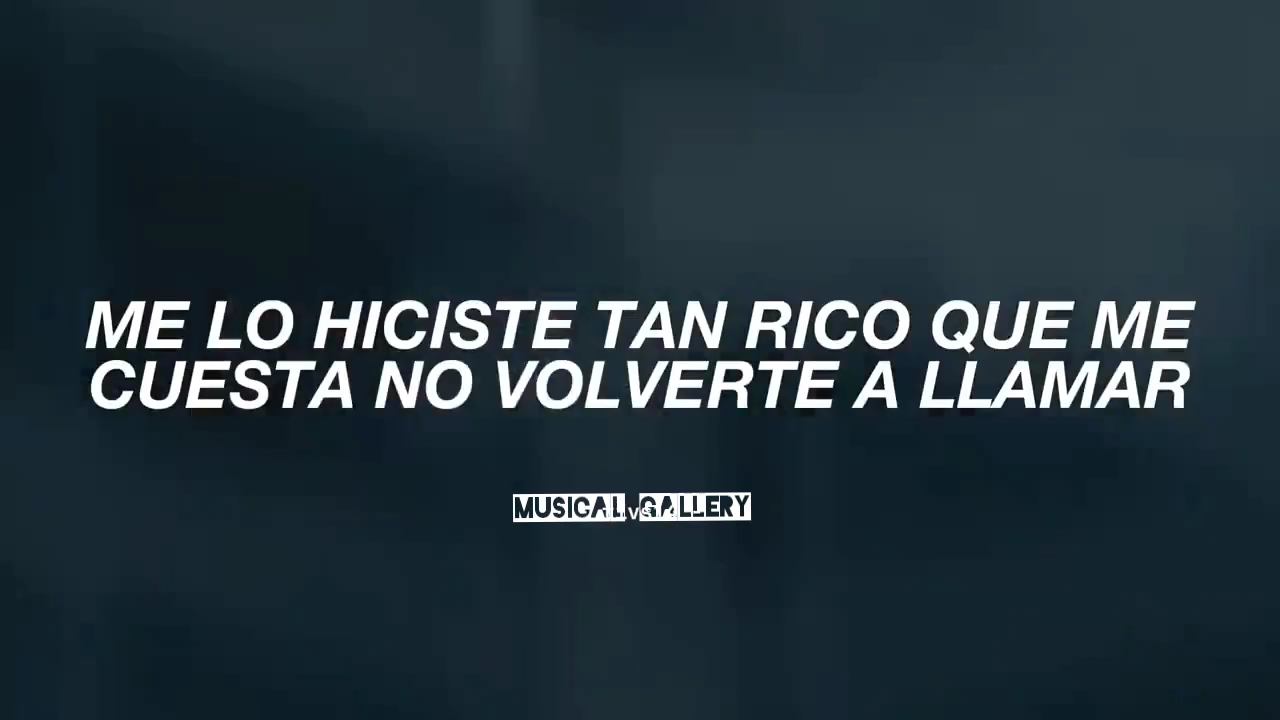 ME LO HICISTE TAN RICO QUE ME
CUESTA NO VOLVERTE A LLAMAR
MUSICAL GALLERY